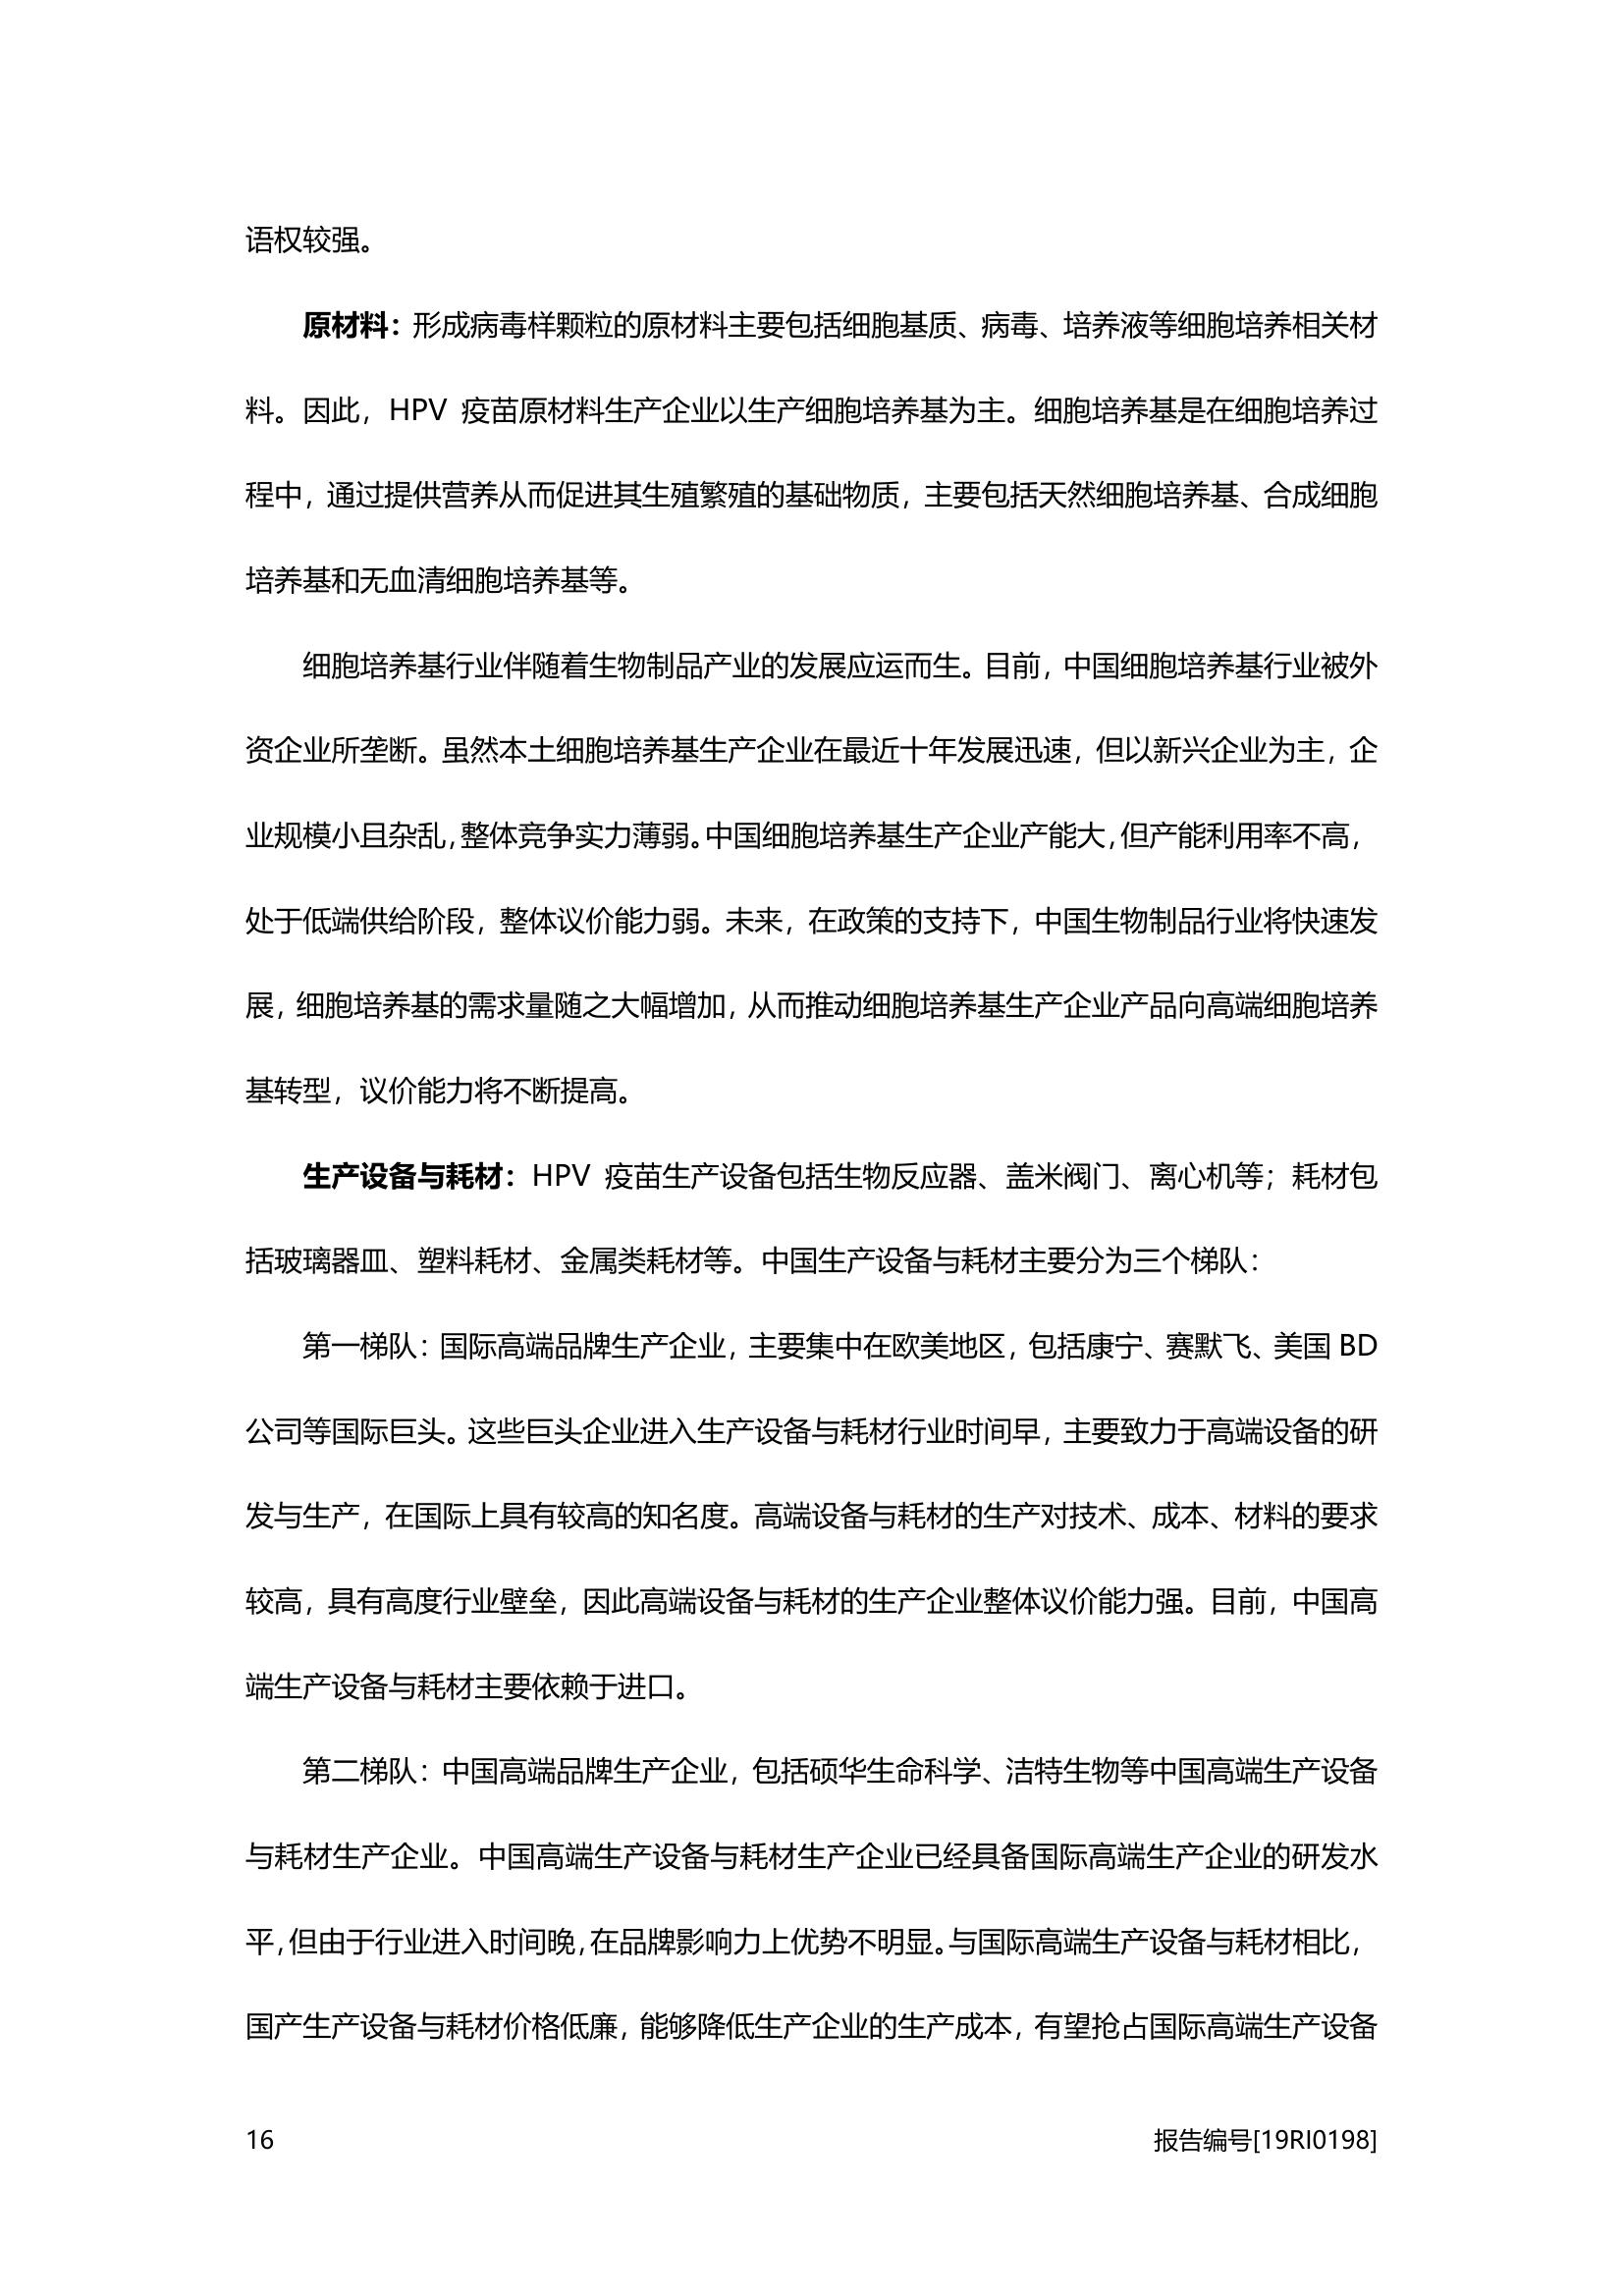 语权较强。
原材料：形成病毒样颗粒的原材料主要包括细胞基质、病毒、培养液等细胞培养相关材
料。因此，HPV 疫苗原材料生产企业以生产细胞培养基为主。细胞培养基是在细胞培养过
程中，通过提供营养从而促进其生殖繁殖的基础物质，主要包括天然细胞培养基、合成细胞
培养基和无血清细胞培养基等。
细胞培养基行业伴随着生物制品产业的发展应运而生。目前，中国细胞培养基行业被外
资企业所垄断。虽然本土细胞培养基生产企业在最近十年发展迅速，但以新兴企业为主，企
业规模小且杂乱，整体竞争实力薄弱。中国细胞培养基生产企业产能大，但产能利用率不高，
处于低端供给阶段，整体议价能力弱。未来，在政策的支持下，中国生物制品行业将快速发
展，细胞培养基的需求量随之大幅增加，从而推动细胞培养基生产企业产品向高端细胞培养
基转型，议价能力将不断提高。
生产设备与耗材：HPV 疫苗生产设备包括生物反应器、盖米阀门、离心机等；耗材包
括玻璃器皿、塑料耗材、金属类耗材等。中国生产设备与耗材主要分为三个梯队：
第一梯队：国际高端品牌生产企业，主要集中在欧美地区，包括康宁、赛默飞、美国 BD
公司等国际巨头。这些巨头企业进入生产设备与耗材行业时间早，主要致力于高端设备的研
发与生产，在国际上具有较高的知名度。高端设备与耗材的生产对技术、成本、材料的要求
较高，具有高度行业壁垒，因此高端设备与耗材的生产企业整体议价能力强。目前，中国高
端生产设备与耗材主要依赖于进口。
第二梯队：中国高端品牌生产企业，包括硕华生命科学、洁特生物等中国高端生产设备
与耗材生产企业。中国高端生产设备与耗材生产企业已经具备国际高端生产企业的研发水
平，但由于行业进入时间晚，在品牌影响力上优势不明显。与国际高端生产设备与耗材相比，
国产生产设备与耗材价格低廉，能够降低生产企业的生产成本，有望抢占国际高端生产设备
16
报告编号[19RI0198]